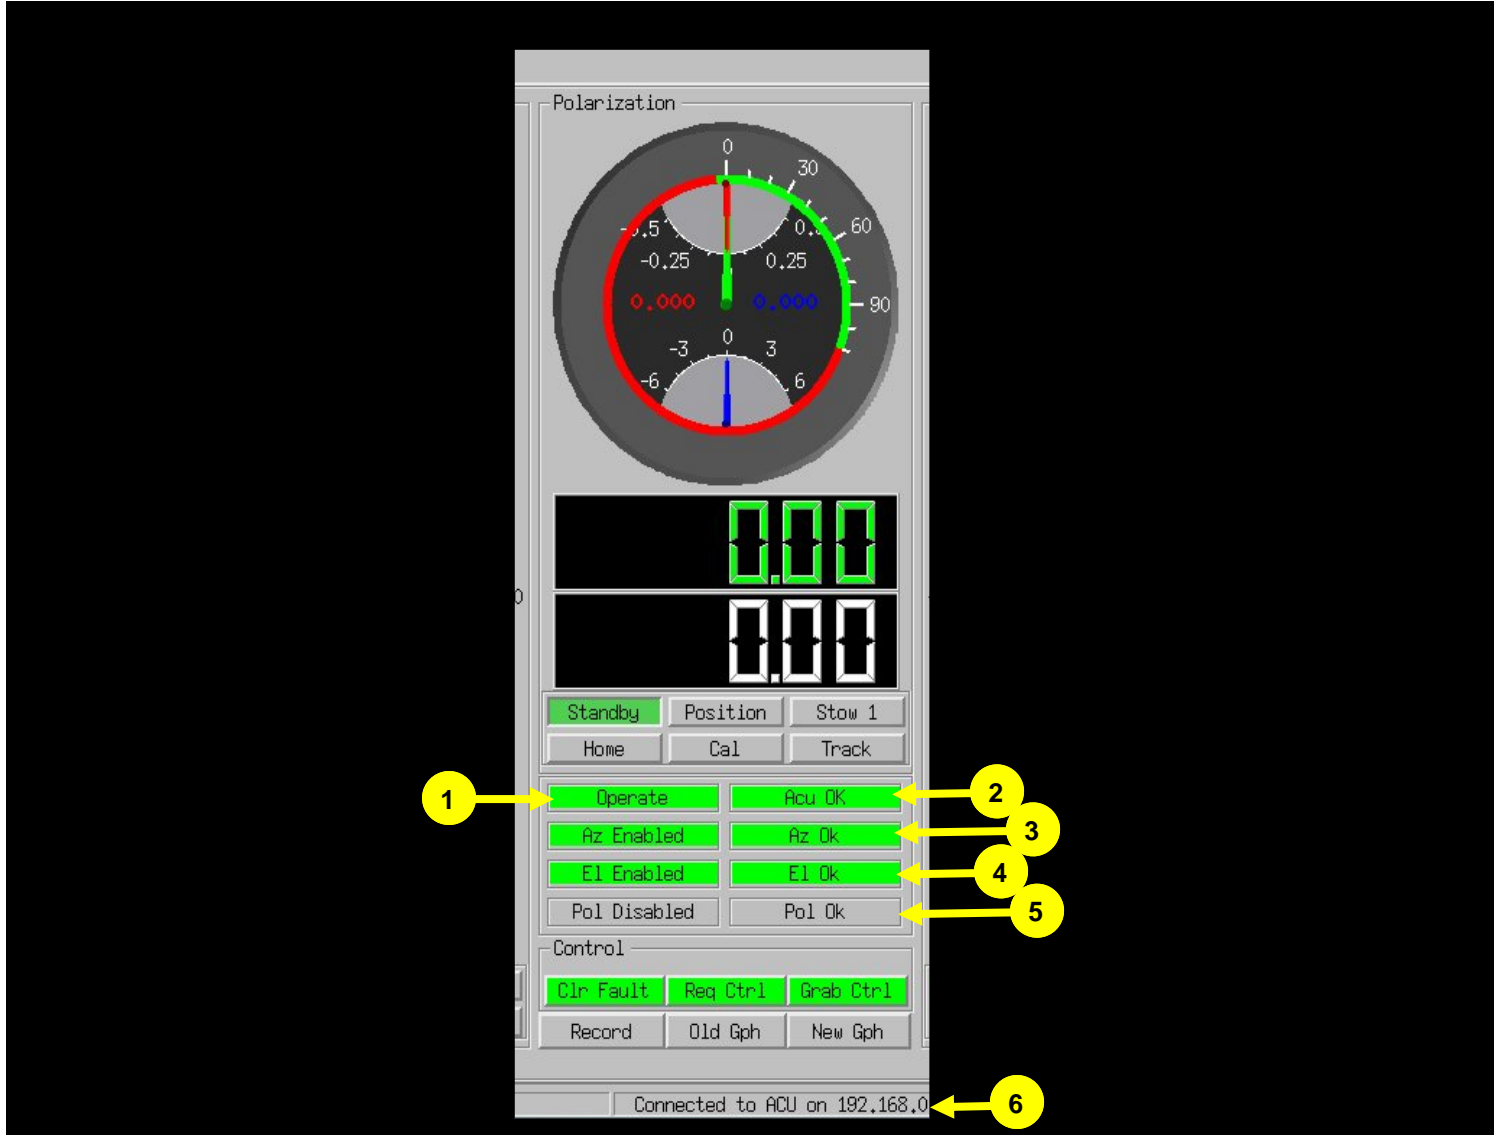 Polarization
0
30
-0.5
60
-0.25
0.25
0.000
0.000
90
0
-3
3
-6
6
0.00
0
0.00
Standby Position Stow 1
Home Cal Track
1 Operate Acu OK 2
Az Enabled Az Ok 3
El Enabled El Ok 4
Pol Disabled Pol Ok 5
Control
Clr Fault Req Ctrl Grab Ctrl
Record Old Gph New Gph
Connected to ACU on 192.168.0 6